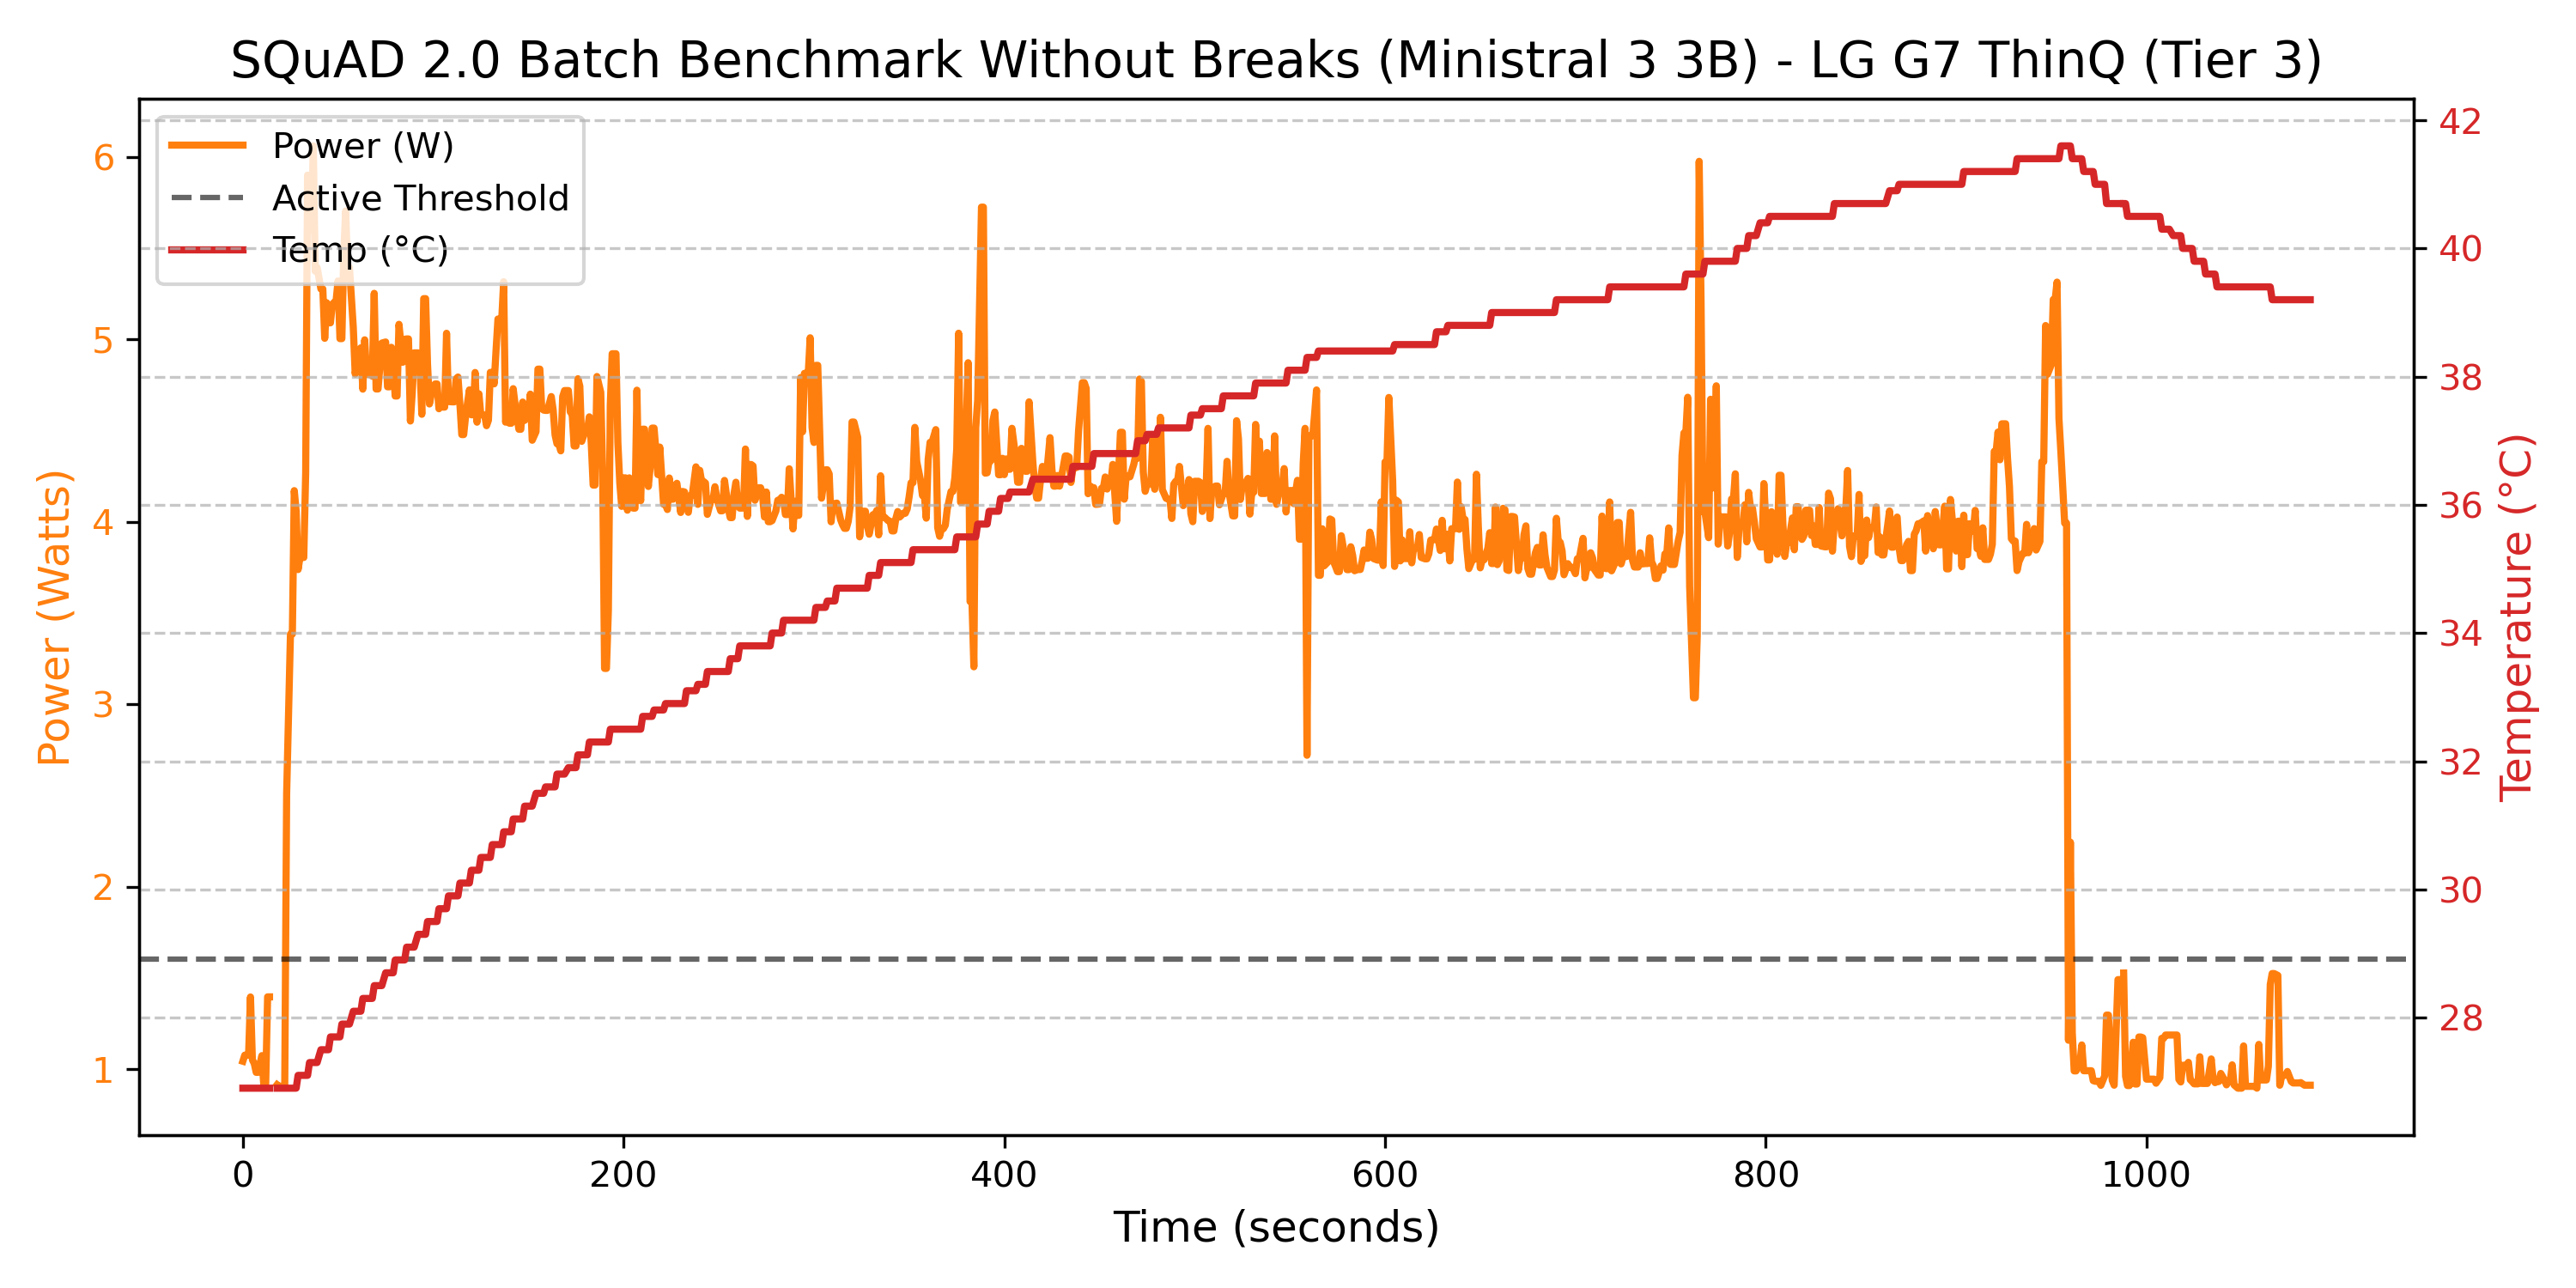 SQuAD 2.0 Batch Benchmark Without Breaks (Ministral 3 3B) - LG G7 ThinQ (Tier 3)
Power (W)
Active Threshold
Temp (°C)
Power (Watts)
6
5
4
3
2
1
42
40
38
36
34
32
30
28
Temperature (°C)
0 200 400 600 800 1000
Time (seconds)